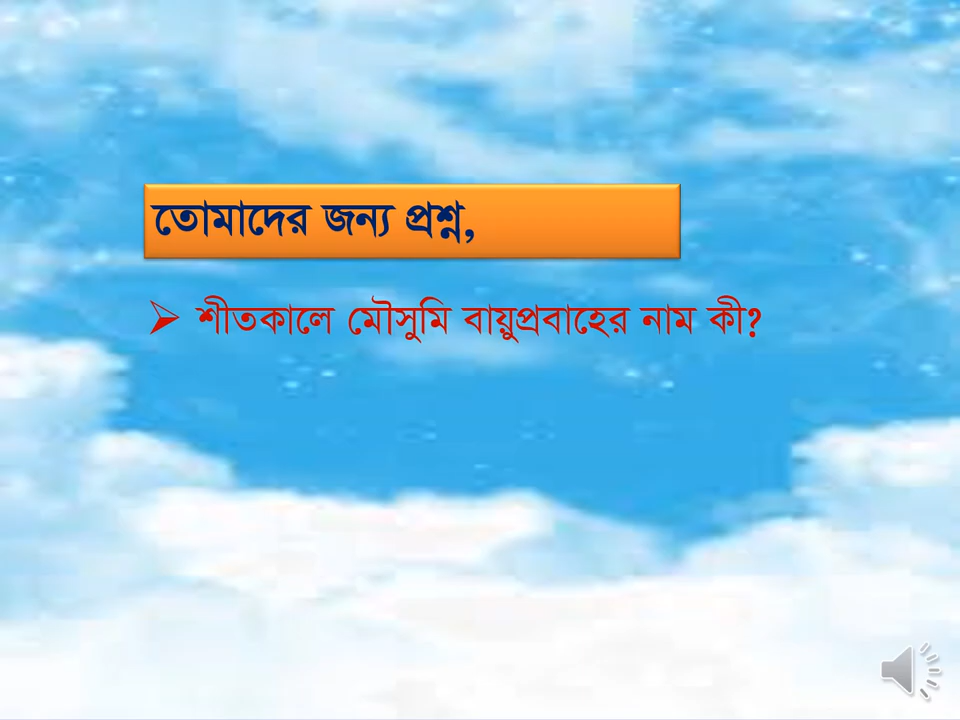 তোমাদের জন্য প্রশ্ন,
➢ শীতকালে মৌসুমি বায়ুপ্রবাহের নাম কী?